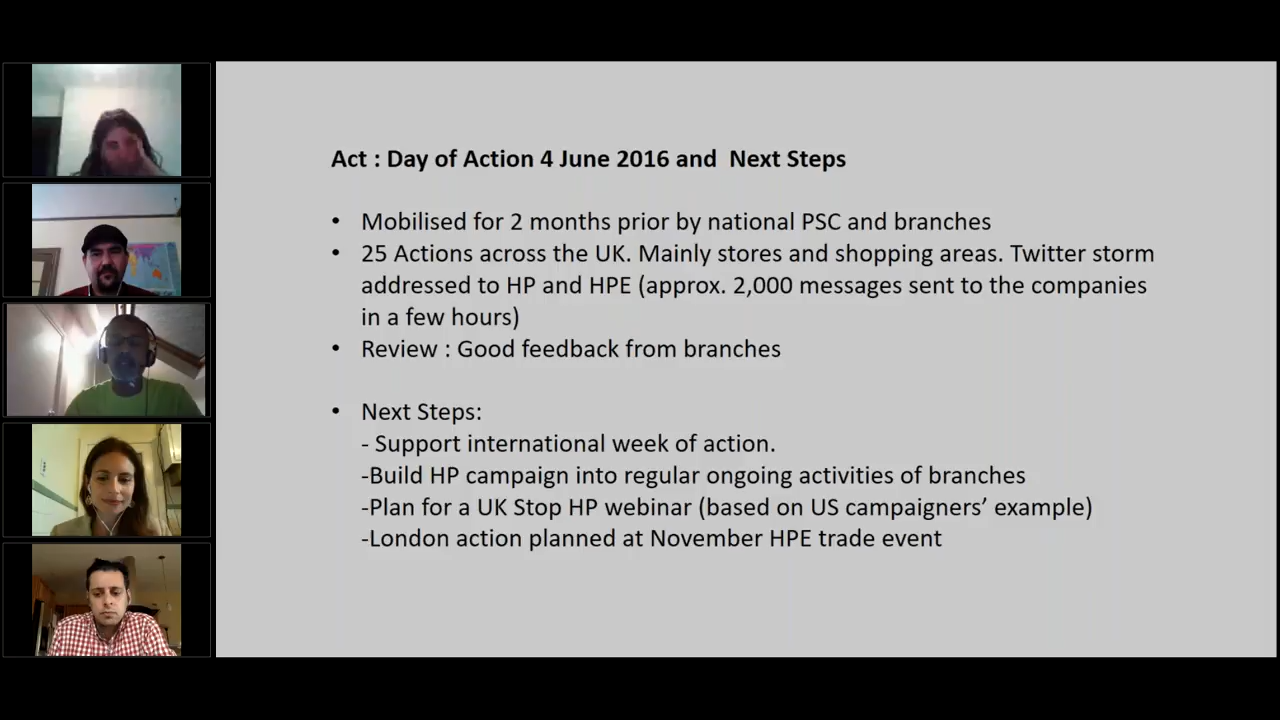 Act : Day of Action 4 June 2016 and  Next Steps
• Mobilised for 2 months prior by national PSC and branches
• 25 Actions across the UK. Mainly stores and shopping areas. Twitter storm
addressed to HP and HPE (approx. 2,000 messages sent to the companies
in a few hours)
• Review : Good feedback from branches
• Next Steps:
- Support international week of action.
-Build HP campaign into regular ongoing activities of branches
-Plan for a UK Stop HP webinar (based on US campaigners’ example)
-London action planned at November HPE trade event